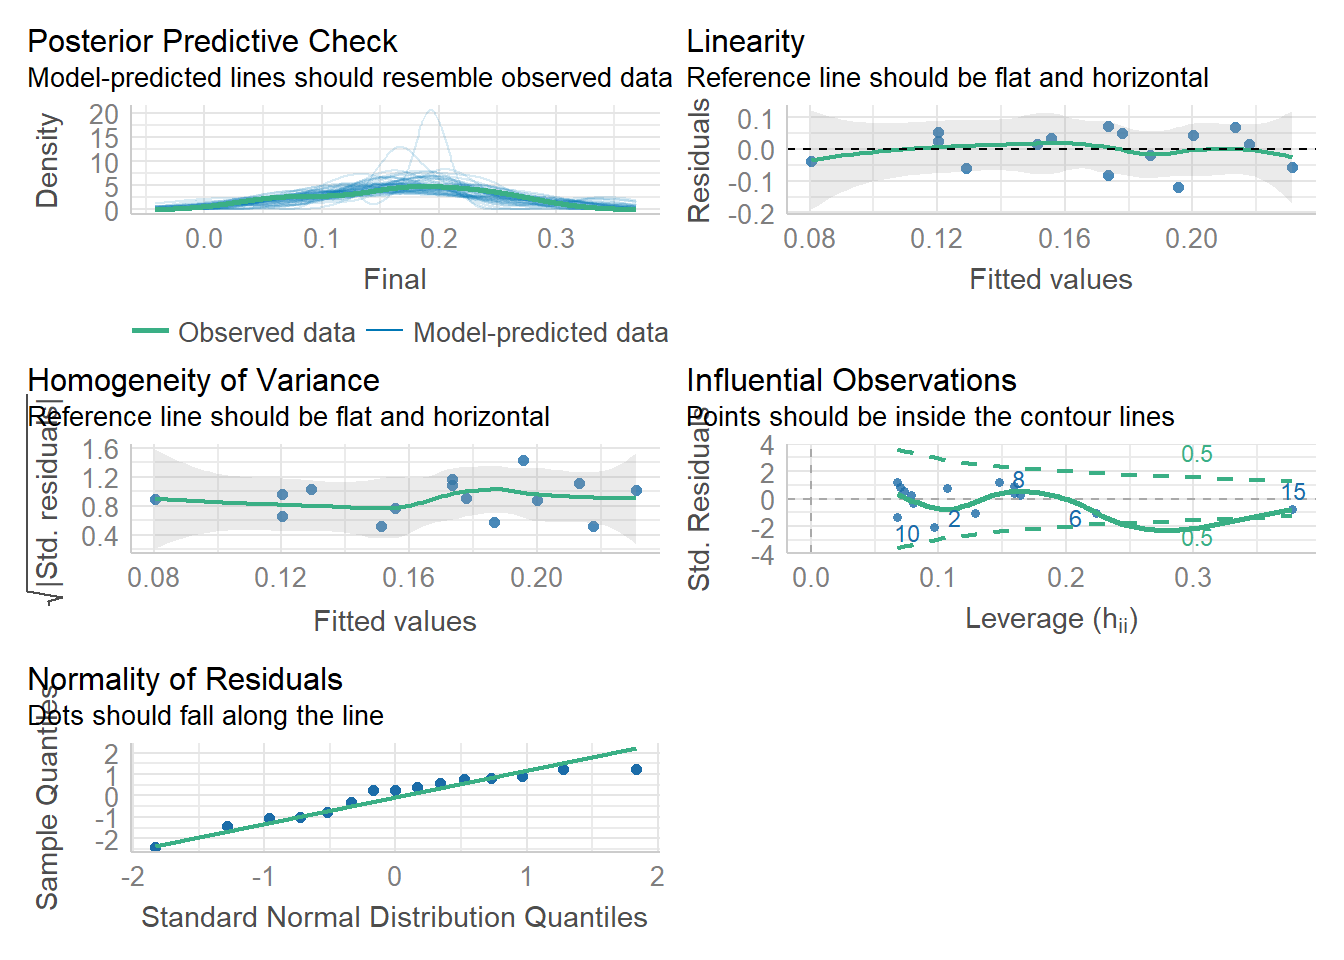 Posterior Predictive Check
Model-predicted lines should resemble observed data
Density
20
15
10
5
0
0.0 0.1 0.2 0.3
Final
Observed data Model-predicted data
Linearity
Reference line should be flat and horizontal
Residuals
0.1
0.0
-0.1
-0.2
0.08 0.12 0.16 0.20
Fitted values
Homogeneity of Variance
Reference line should be flat and horizontal
√|Std. residuals|
1.6
1.2
0.8
0.4
0.08 0.12 0.16 0.20
Fitted values
Influential Observations
Points should be inside the contour lines
Std. Residuals
4
2
0
-2
-4
0.5
8
15
2
6
10
0.5
0.0 0.1 0.2 0.3
Leverage (hii)
Normality of Residuals
Dots should fall along the line
Sample Quantiles
2
1
0
-1
-2
-2 -1 0 1 2
Standard Normal Distribution Quantiles